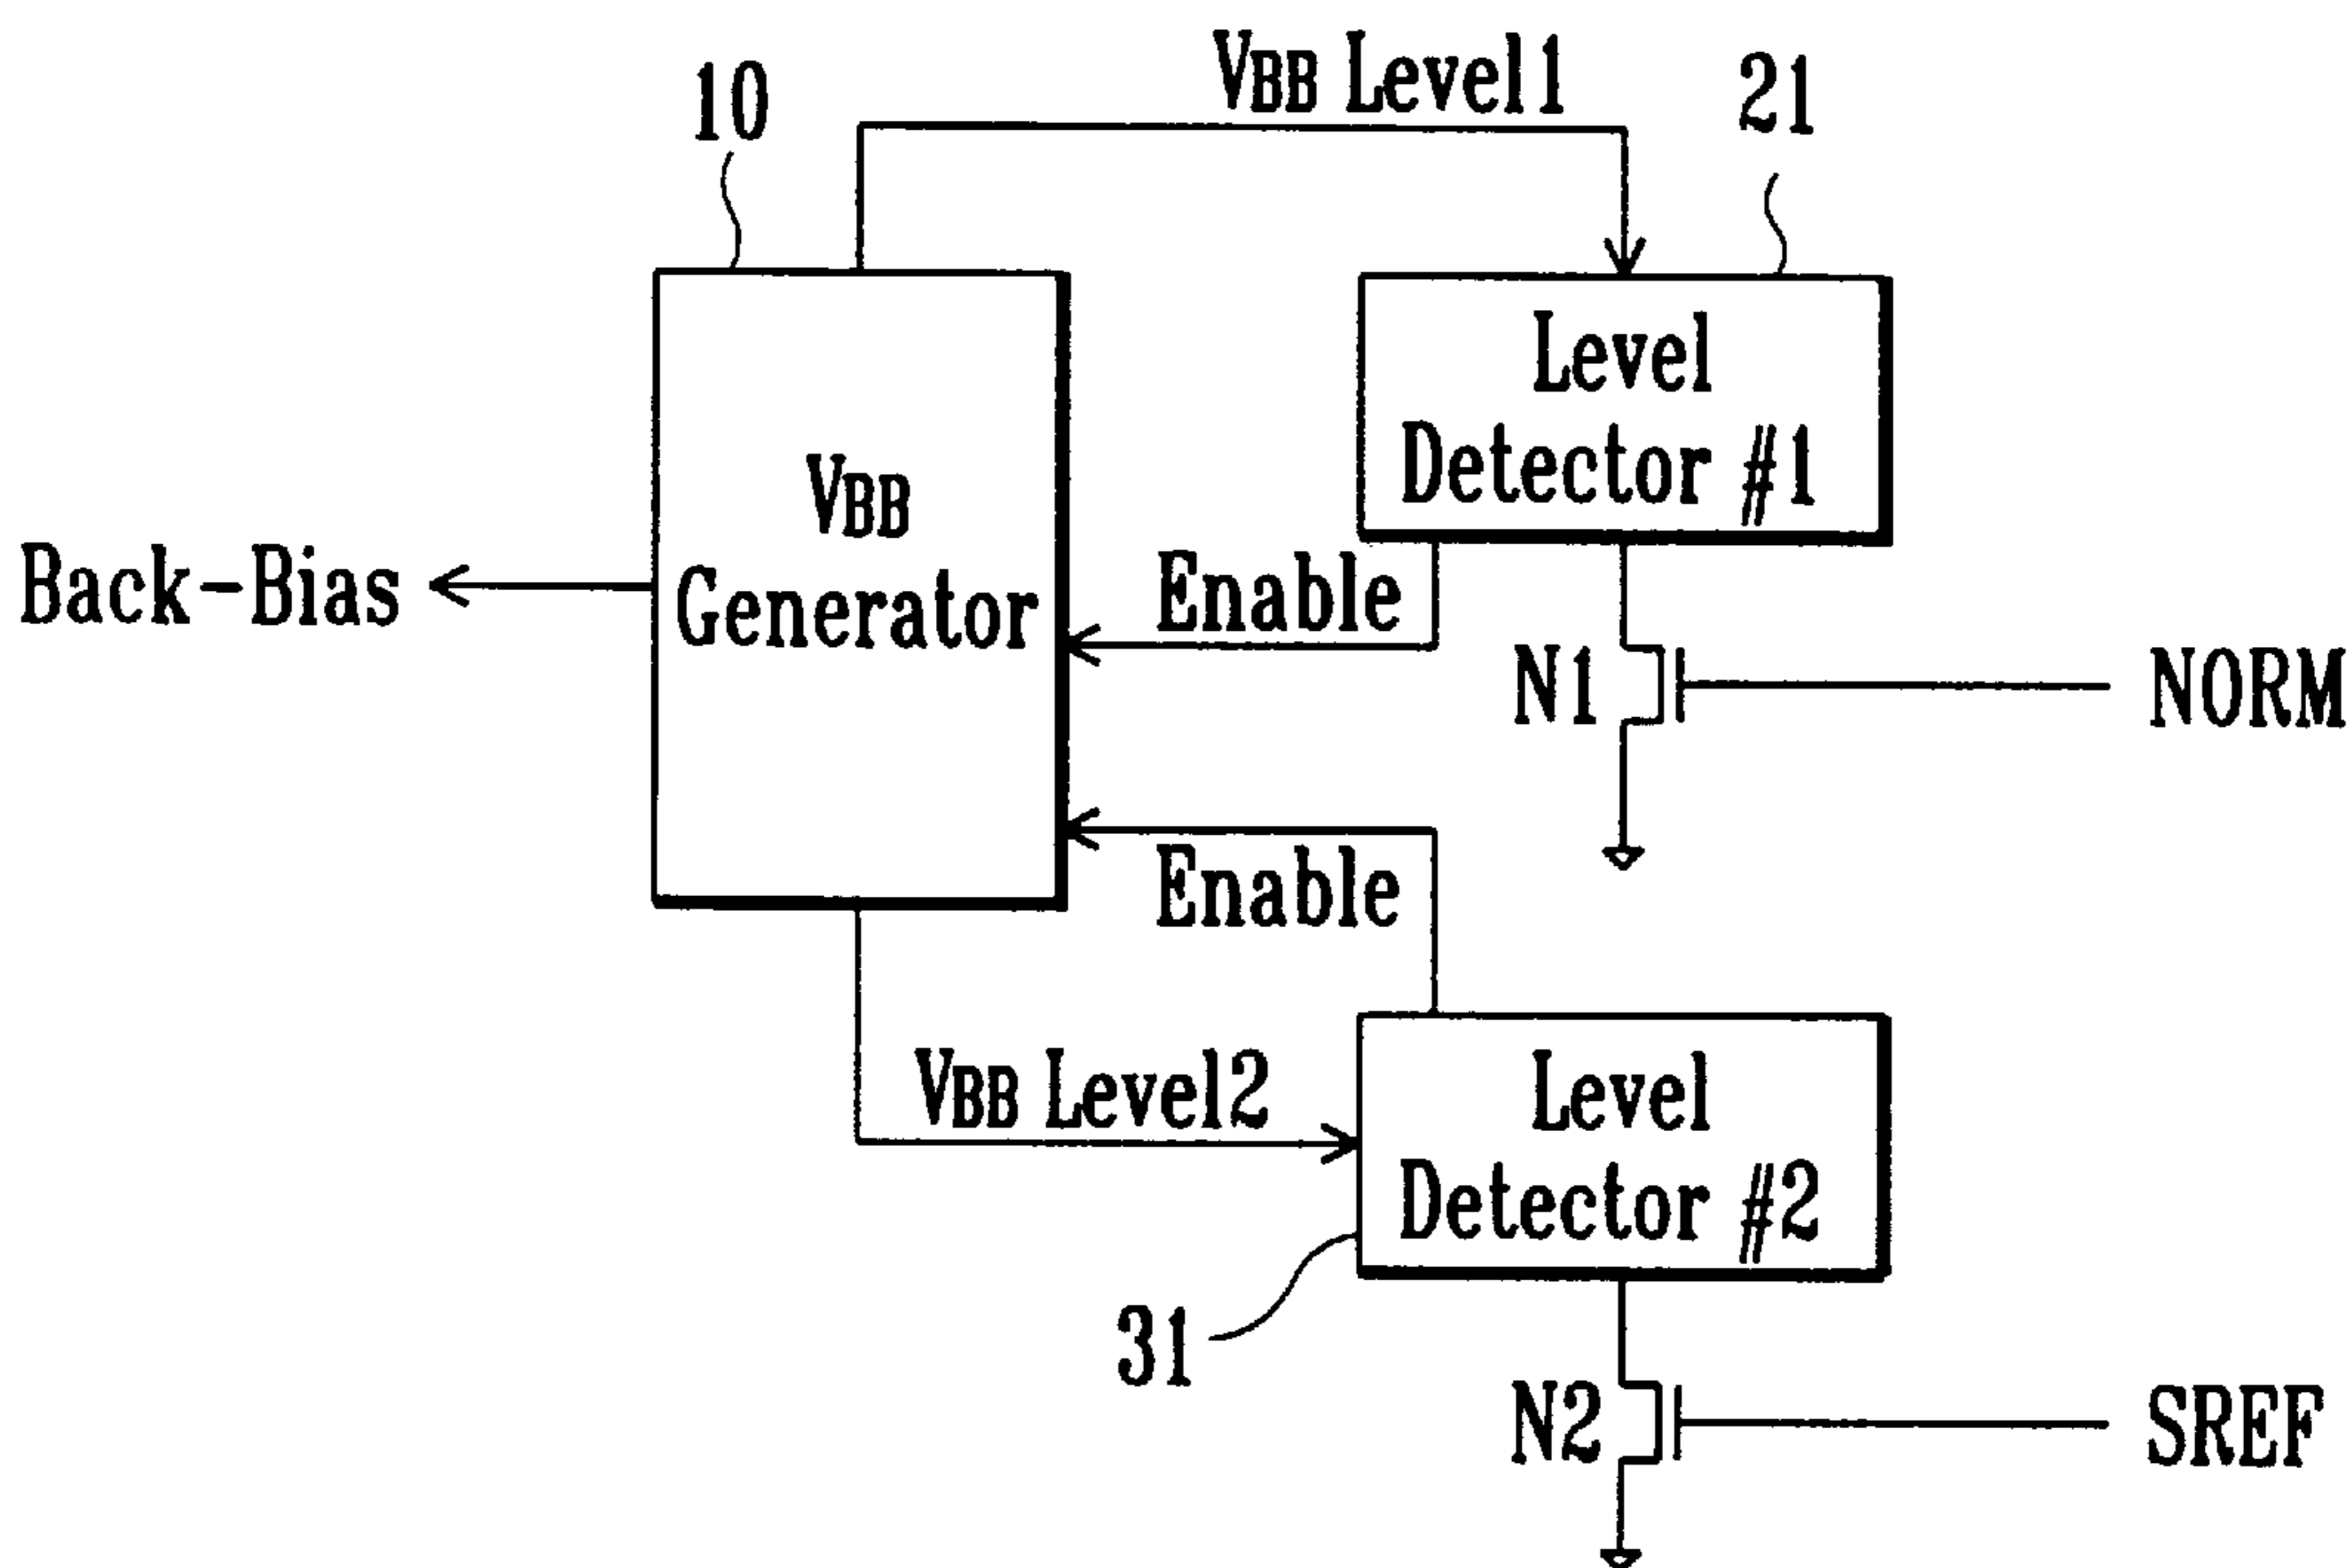 VBB Level1
10
21
Level
Detector #1
VBB
Generator
Back-Bias
Enable
N1
NORM
Enable
VBB Level2
Level
Detector #2
31
N2
SREF